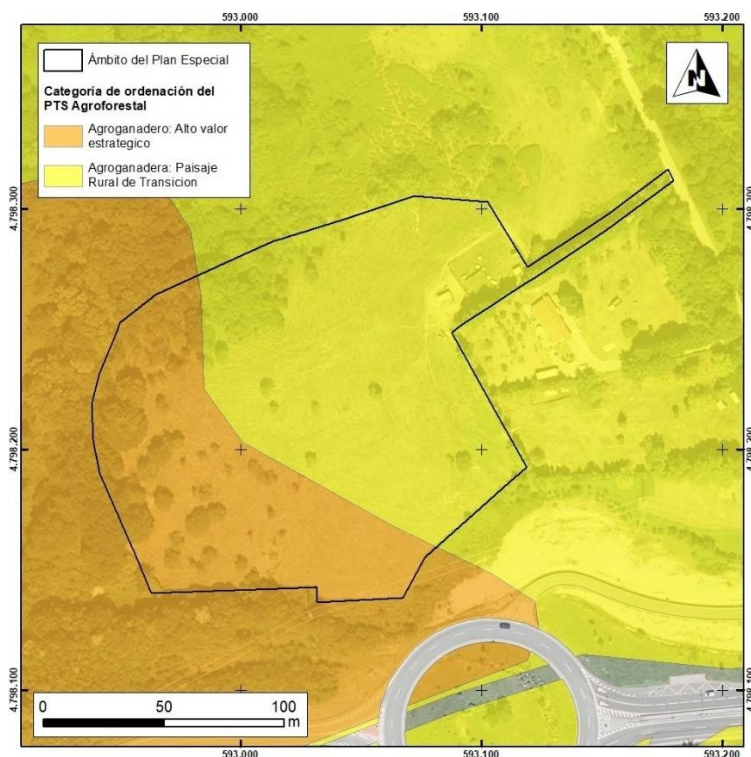 593.000
593.100
593.200
Ámbito del Plan Especial
Categoría de ordenación del
PTS Agroforestal
Agroganadero: Alto valor
estrategico
Agroganadera: Paisaje
Rural de Transicion
N
4.798.300
4.798.300
4.798.200
4.798.200
4.798.100
4.798.100
0
50
100
m
593.000
593.100
593.200